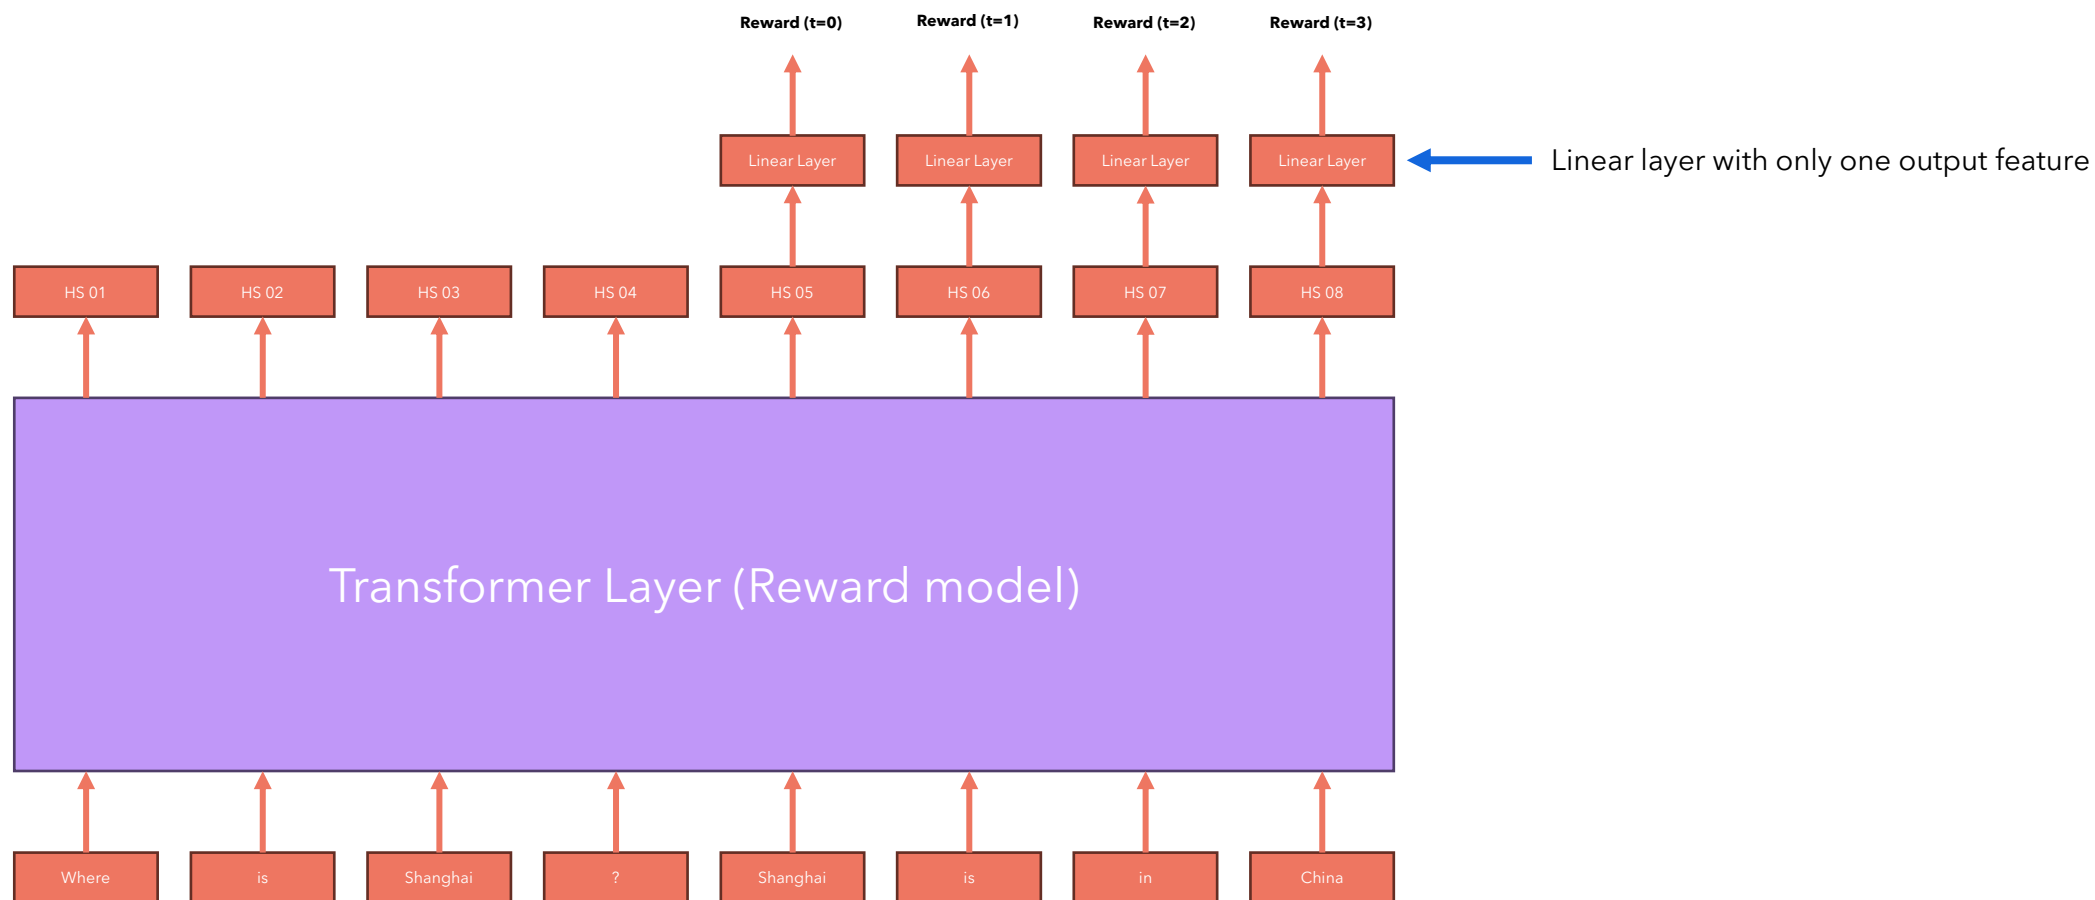 Reward (t=0) Reward (t=1) Reward (t=2) Reward (t=3)
Linear Layer Linear Layer Linear Layer Linear Layer Linear layer with only one output feature
HS 01 HS 02 HS 03 HS 04 HS 05 HS 06 HS 07 HS 08
Transformer Layer (Reward model)
Where is Shanghai ? Shanghai is in China